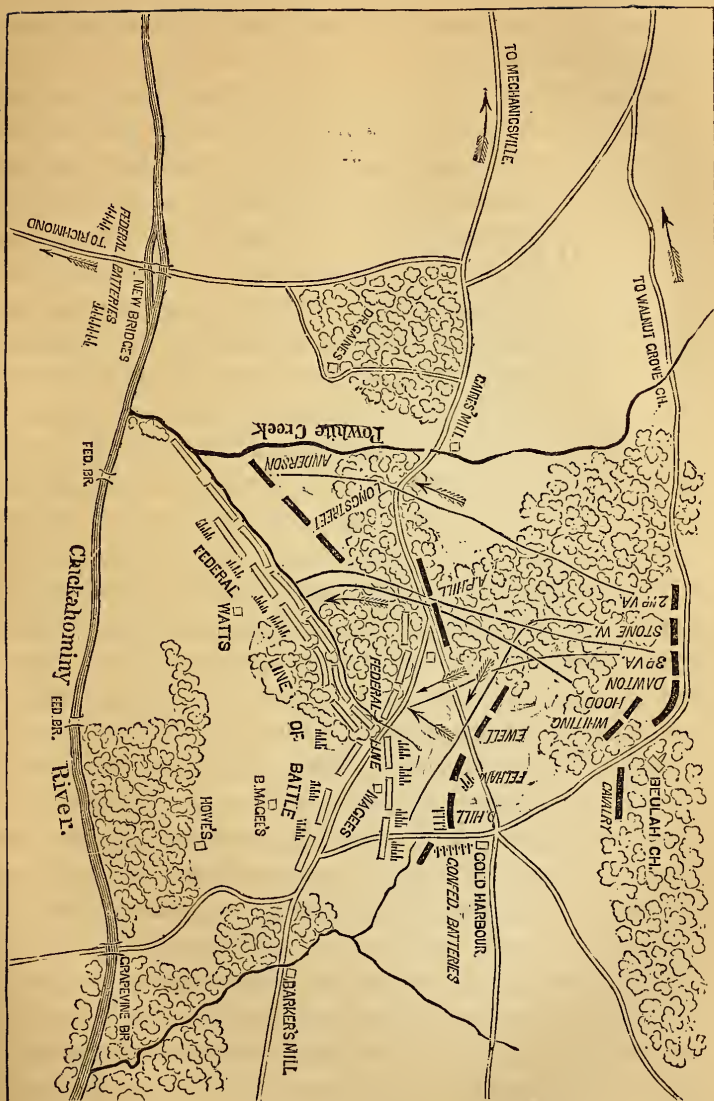 TO MECHANICSVILLE.
TO WALNUT GROVE CH.
TO RICHMOND
FEDERAL BATTERIES
NEW BRIDGES
DR. GAINES
GAINES' MILL
Powhite Creek
ANDERSON
LONGSTREET
A.P. HILL
2ND VA.
STONE W.
3D VA.
DAWTON
HOOD
WHITING
EWELL
FELHAM
D. HILL
BEULAH CH.
CAVALRY
COLD HARBOUR
CONFED. BATTERIES
FED. BR.
FEDERAL
WATTS
LINE
OF BATTLE
FEDERAL LINE
MAGEES
B. MAGEE'S
HOWE'S
Chickahominy River.
FED. BR.
GRAPEVINE BR.
BARKER'S MILL